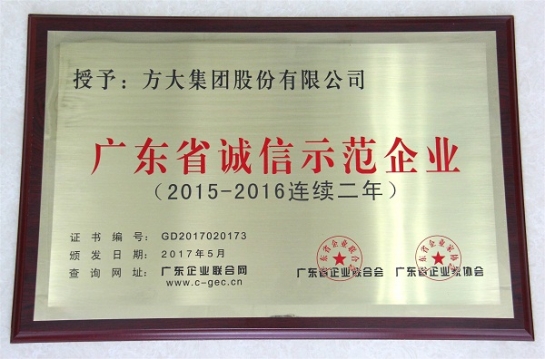 授予：方大集团股份有限公司
广东省诚信示范企业
（2015-2016连续二年）
证书编号：GD2017020173
颁发日期：2017年5月
查询网址：广东企业联合网
www.c-gec.cn
广东省企业联合会 广东省企业家协会